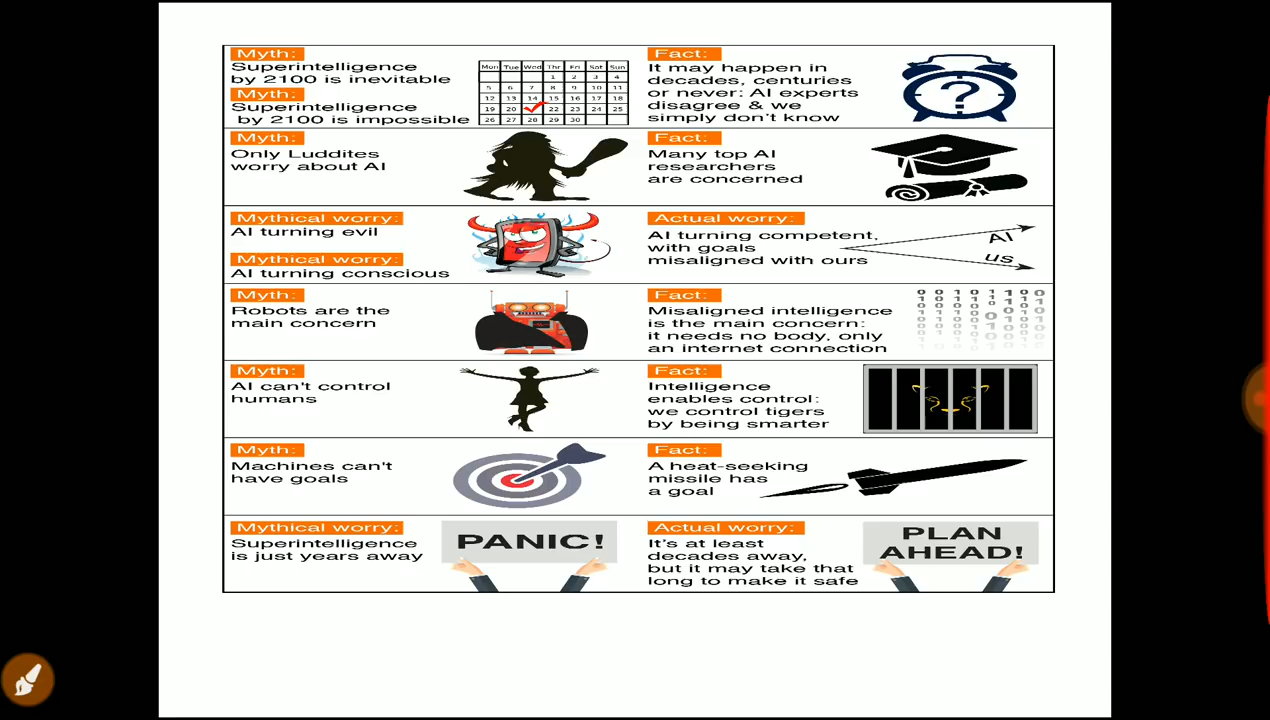 Myth:
Superintelligence
by 2100 is inevitable
Myth:
Superintelligence
by 2100 is impossible
Mon Tue Wed Thr Fri Sat Sun
1 2 3 4
5 6 7 8 9 10 11
12 13 14 15 16 17 18
19 20 22 23 24 25
26 27 28 29 30
Fact:
It may happen in
decades, centuries
or never: AI experts
disagree & we
simply don't know
?
Myth:
Only Luddites
worry about AI
Fact:
Many top AI
researchers
are concerned
Mythical worry:
AI turning evil
Mythical worry:
AI turning conscious
Actual worry:
AI turning competent,
with goals
misaligned with ours
AI
us
Myth:
Robots are the
main concern
Fact:
Misaligned intelligence
is the main concern:
it needs no body, only
an internet connection
Myth:
AI can't control
humans
Fact:
Intelligence
enables control:
we control tigers
by being smarter
Myth:
Machines can't
have goals
Fact:
A heat-seeking
missile has
a goal
Mythical worry:
Superintelligence
is just years away
PANIC!
Actual worry:
It's at least
decades away,
but it may take that
long to make it safe
PLAN
AHEAD!